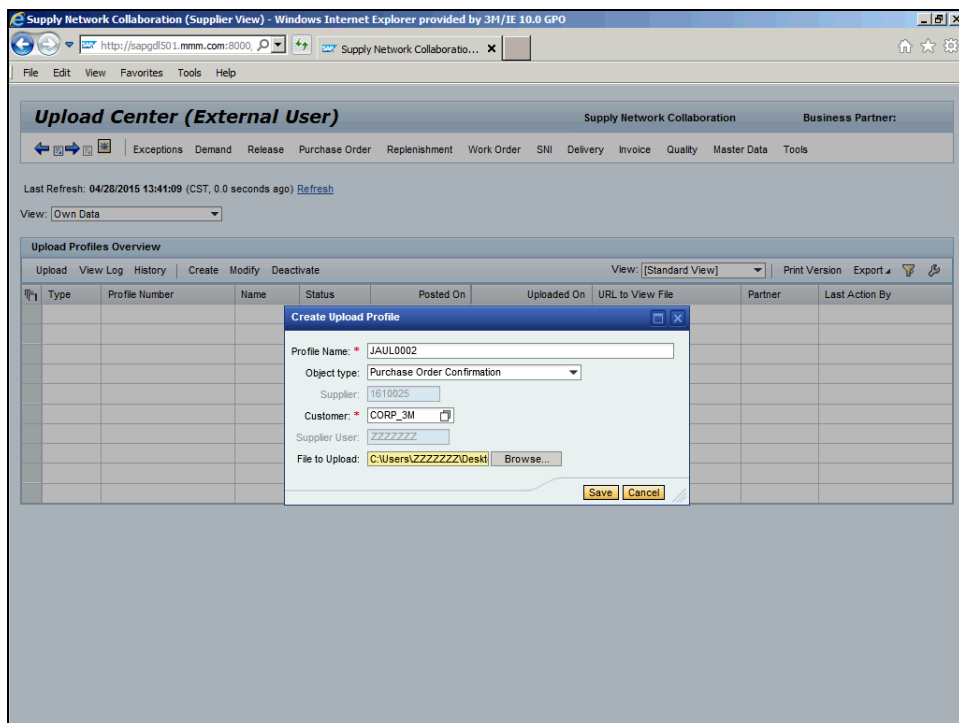 Supply Network Collaboration (Supplier View) - Windows Internet Explorer provided by 3M/IE 10.0 GPO
http://sapgdl501.mmm.com:8000, Supply Network Collaboratio...
File Edit View Favorites Tools Help
Upload Center (External User) Supply Network Collaboration Business Partner:
Exceptions Demand Release Purchase Order Replenishment Work Order SNI Delivery Invoice Quality Master Data Tools
Last Refresh: 04/28/2015 13:41:09 (CST, 0.0 seconds ago) Refresh
View: Own Data
Upload Profiles Overview
Upload View Log History Create Modify Deactivate View: [Standard View] Print Version Export
Type Profile Number Name Status Posted On Uploaded On URL to View File Partner Last Action By
Create Upload Profile
Profile Name: * JAUL0002
Object type: Purchase Order Confirmation
Supplier: 1610025
Customer: * CORP_3M
Supplier User: ZZZZZZZ
File to Upload: C:\Users\ZZZZZZZ\Deskt Browse...
Save Cancel